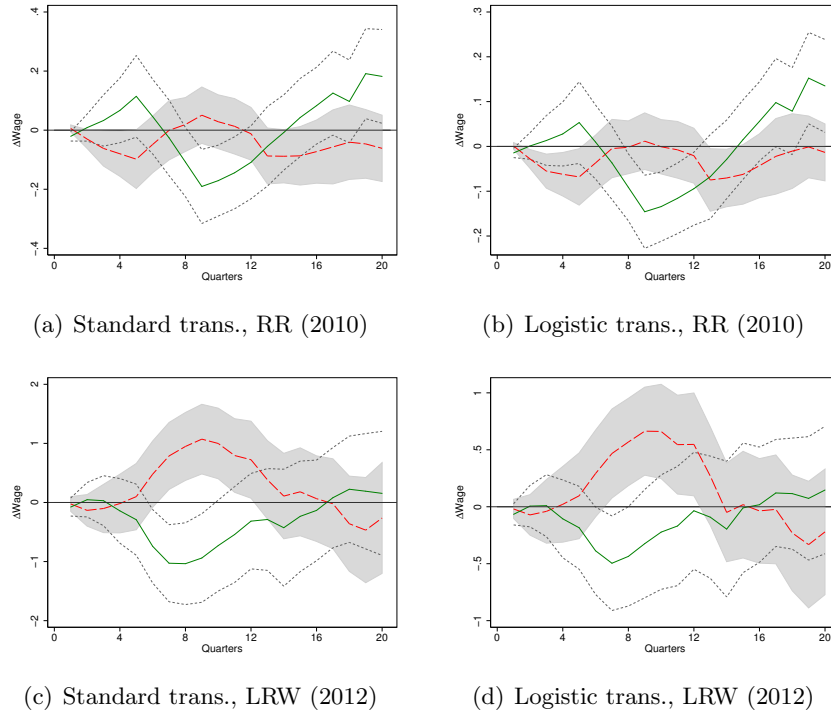 .4
.2
0
-.2
-.4
ΔWage
0 4 8 12 16 20
Quarters
(a) Standard trans., RR (2010)
.3
.2
.1
0
-.1
-.2
ΔWage
0 4 8 12 16 20
Quarters
(b) Logistic trans., RR (2010)
2
1
0
-1
-2
ΔWage
0 4 8 12 16 20
Quarters
(c) Standard trans., LRW (2012)
1
.5
0
-.5
-1
ΔWage
0 4 8 12 16 20
Quarters
(d) Logistic trans., LRW (2012)